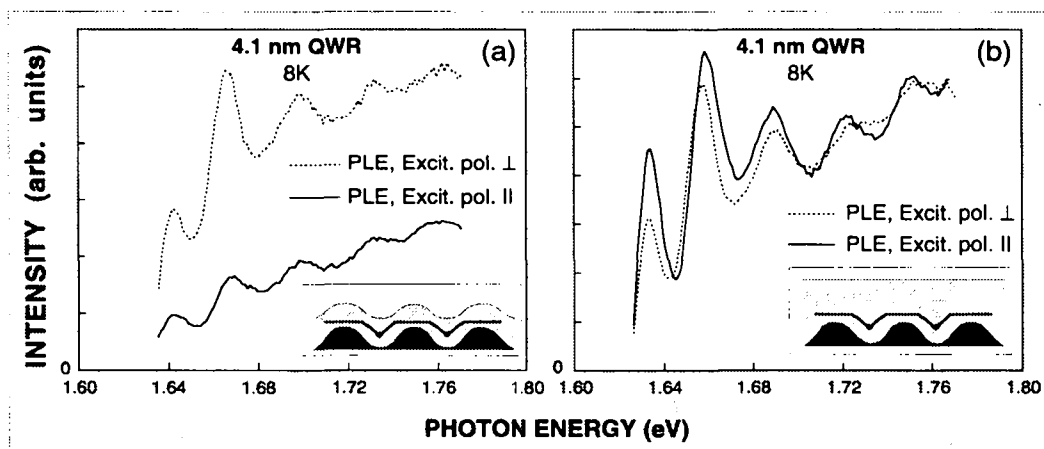 INTENSITY (arb. units)
4.1 nm QWR
8K
(a)
PLE, Excit. pol. ⊥
PLE, Excit. pol. ||
0
1.60 1.64 1.68 1.72 1.76 1.80
4.1 nm QWR
8K
(b)
PLE, Excit. pol. ⊥
PLE, Excit. pol. ||
0
1.60 1.64 1.68 1.72 1.76 1.80
PHOTON ENERGY (eV)